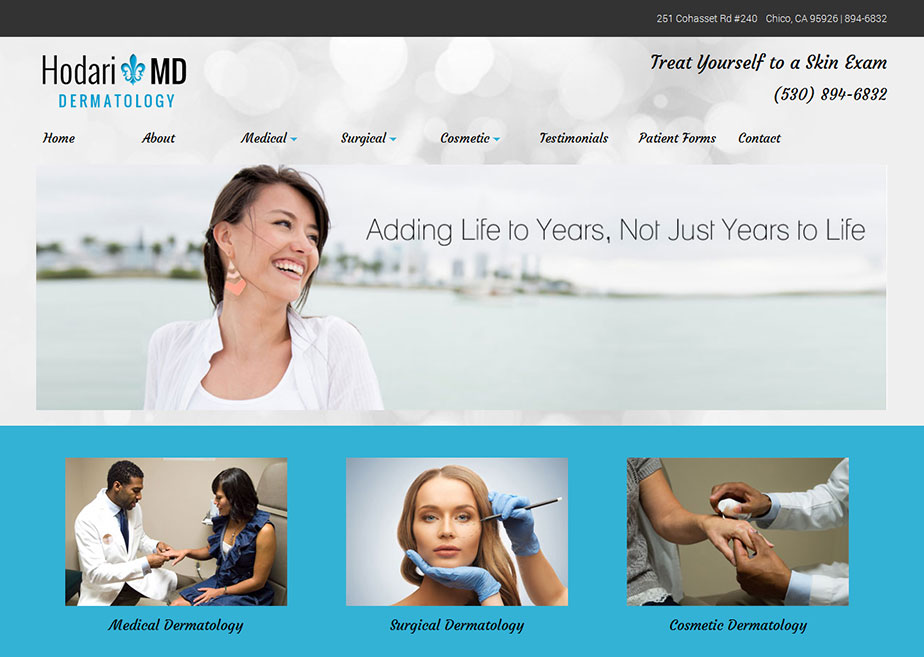 251 Cohasset Rd #240 Chico, CA 95926 | 894-6832
Hodari MD
DERMATOLOGY
Treat Yourself to a Skin Exam
(530) 894-6832
Home About Medical Surgical Cosmetic Testimonials Patient Forms Contact
Adding Life to Years, Not Just Years to Life
Medical Dermatology Surgical Dermatology Cosmetic Dermatology